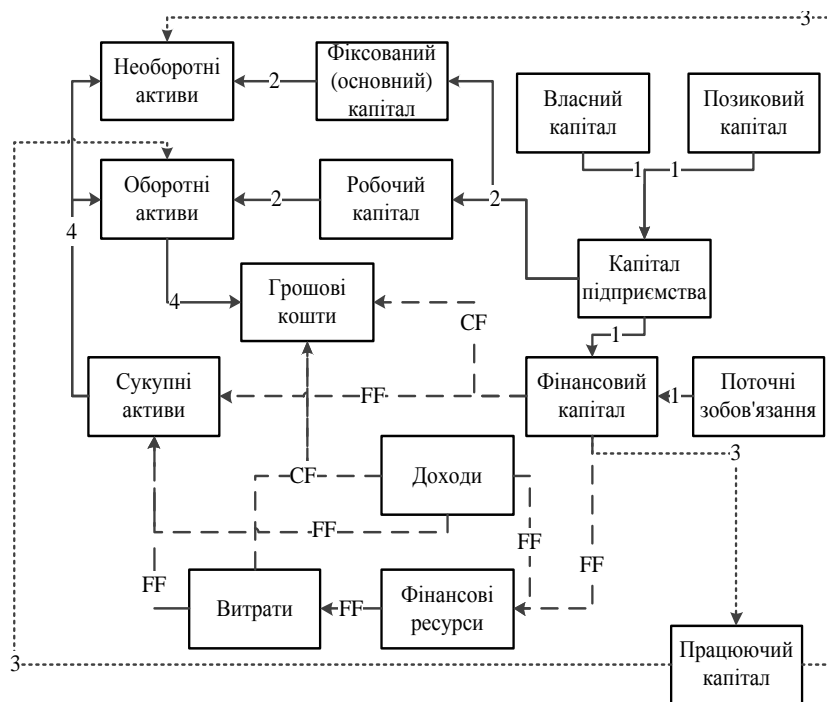 3
Необоротні
активи
2
Фіксований
(основний)
капітал
Власний
капітал
Позиковий
капітал
Оборотні
активи
2
Робочий
капітал
2
1
1
4
Капітал
підприємства
4
Грошові
кошти
CF
1
Сукупні
активи
FF
Фінансовий
капітал
1
Поточні
зобов'язання
3
CF
Доходи
FF
FF
FF
FF
Витрати
FF
Фінансові
ресурси
3
Працюючий
капітал